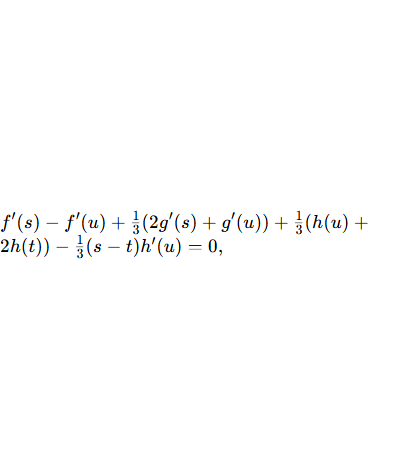 f′(s) − f′(u) + ⅓(2g′(s) + g′(u)) + ⅓(h(u) +
2h(t)) − ⅓(s − t)h′(u) = 0,